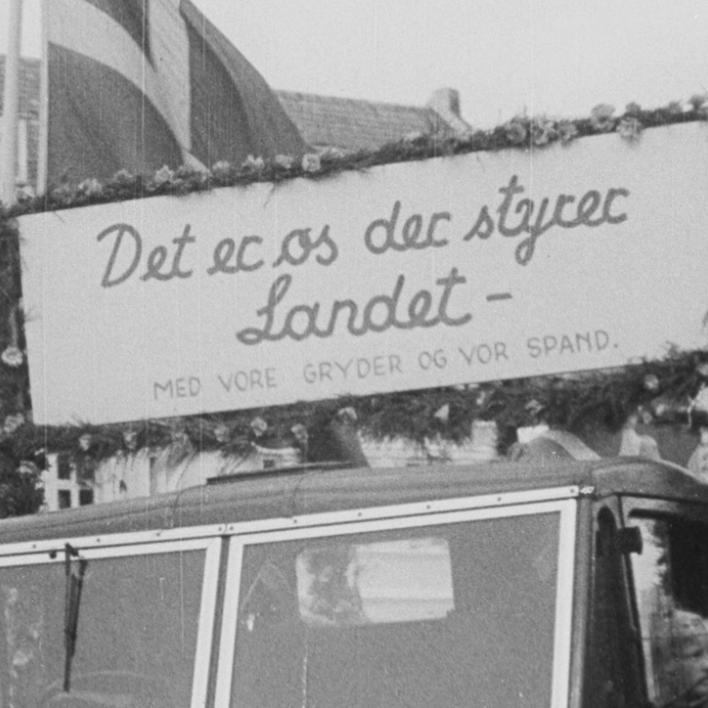 Det er os der styrer
Landet -
MED VORE GRYDER OG VOR SPAND.